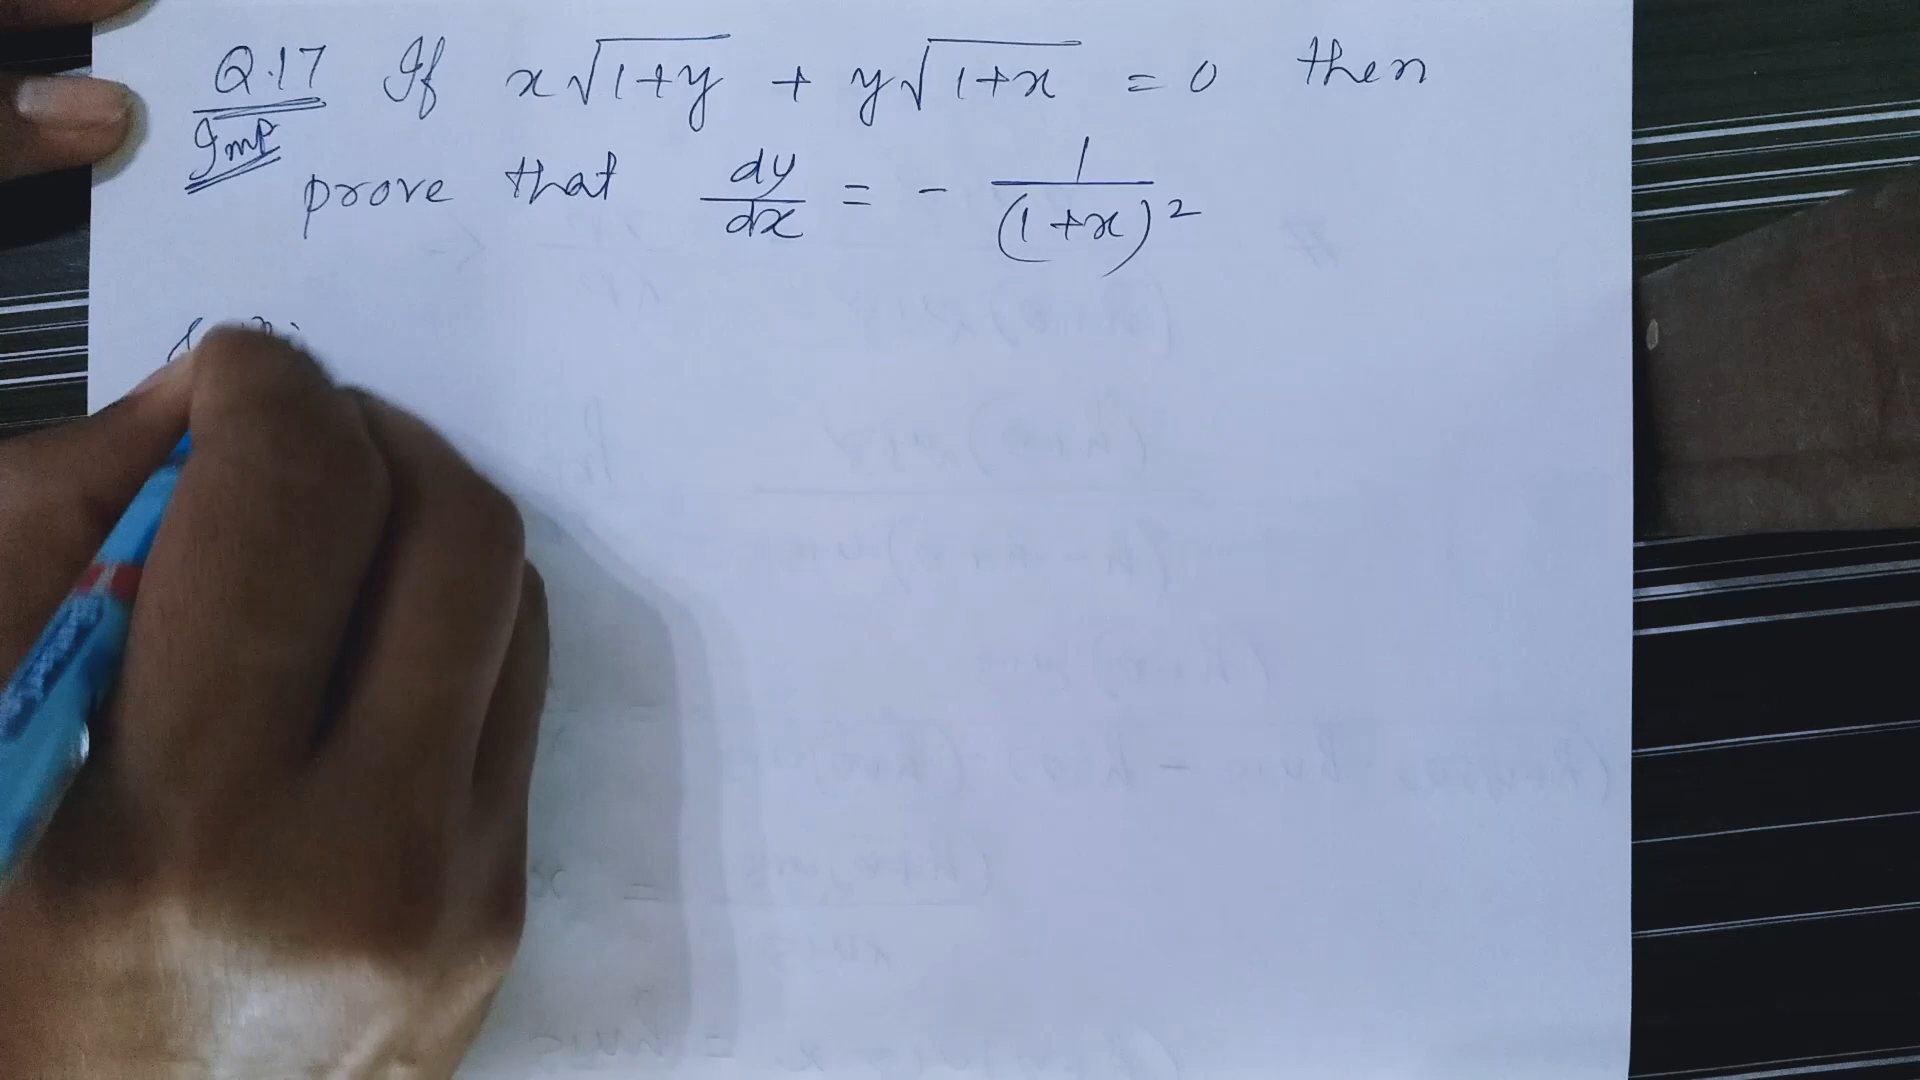 Q.17 If x√1+y + y√1+x = 0 then
Imp
prove that dy/dx = - 1/(1+x)²